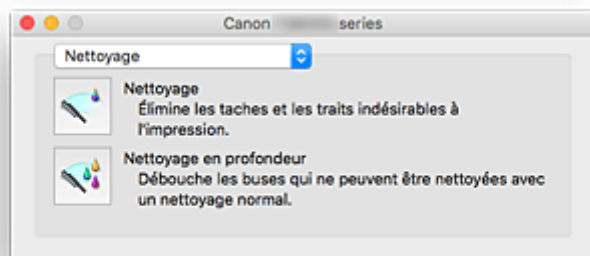 Canon series
Nettoyage
Nettoyage
Élimine les taches et les traits indésirables à
l'impression.
Nettoyage en profondeur
Débouche les buses qui ne peuvent être nettoyées avec
un nettoyage normal.